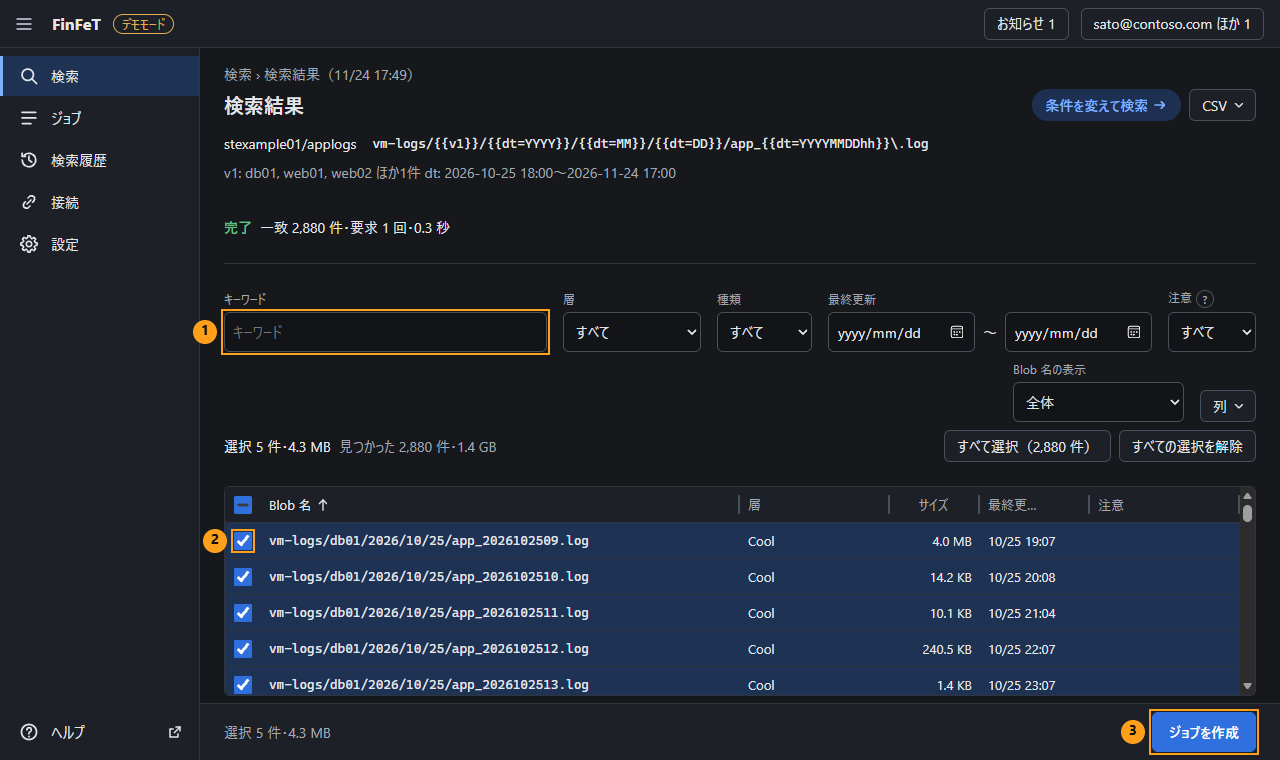 FinFeT デモモード お知らせ 1 sato@contoso.com ほか 1
検索
ジョブ
検索履歴
接続
設定
ヘルプ
検索 › 検索結果（11/24 17:49）
検索結果
条件を変えて検索 → CSV
stexample01/applogs vm-logs/{{v1}}/{{dt=YYYY}}/{{dt=MM}}/{{dt=DD}}/app_{{dt=YYYYMMDDhh}}\.log
v1: db01, web01, web02 ほか1件 dt: 2026-10-25 18:00～2026-11-24 17:00
完了 一致 2,880 件・要求 1 回・0.3 秒
キーワード 層 種類 最終更新 注意 ?
1 キーワード すべて すべて yyyy/mm/dd ～ yyyy/mm/dd すべて
Blob 名の表示
全体 列
選択 5 件・4.3 MB 見つかった 2,880 件・1.4 GB すべて選択（2,880 件） すべての選択を解除
Blob 名 ↑ 層 サイズ 最終更... 注意
2 vm-logs/db01/2026/10/25/app_2026102509.log Cool 4.0 MB 10/25 19:07
vm-logs/db01/2026/10/25/app_2026102510.log Cool 14.2 KB 10/25 20:08
vm-logs/db01/2026/10/25/app_2026102511.log Cool 10.1 KB 10/25 21:04
vm-logs/db01/2026/10/25/app_2026102512.log Cool 240.5 KB 10/25 22:07
vm-logs/db01/2026/10/25/app_2026102513.log Cool 1.4 KB 10/25 23:07
選択 5 件・4.3 MB 3 ジョブを作成